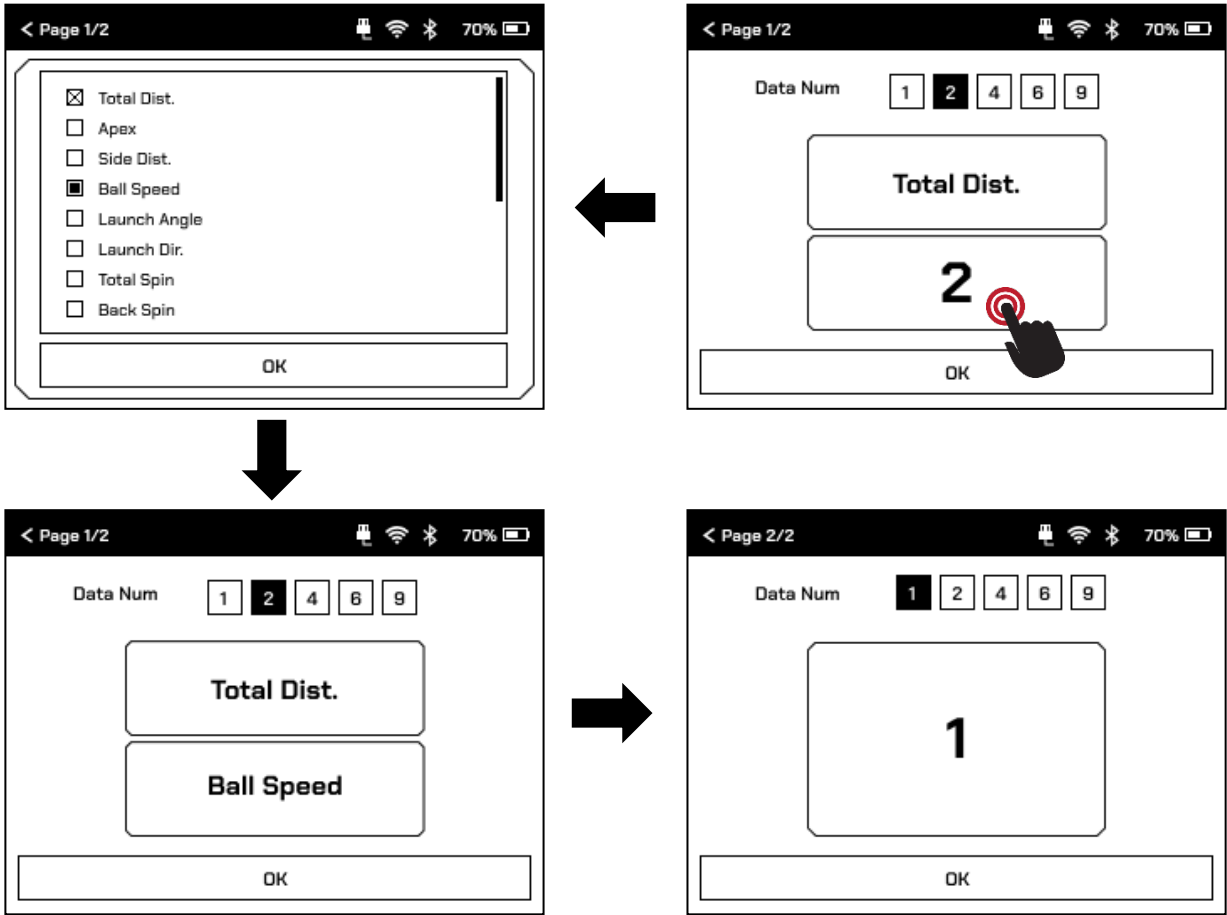 < Page 1/2 70%
Total Dist.
Apex
Side Dist.
Ball Speed
Launch Angle
Launch Dir.
Total Spin
Back Spin
OK
< Page 1/2 70%
Data Num 1 2 4 6 9
Total Dist.
2
OK
< Page 1/2 70%
Data Num 1 2 4 6 9
Total Dist.
Ball Speed
OK
< Page 2/2 70%
Data Num 1 2 4 6 9
1
OK